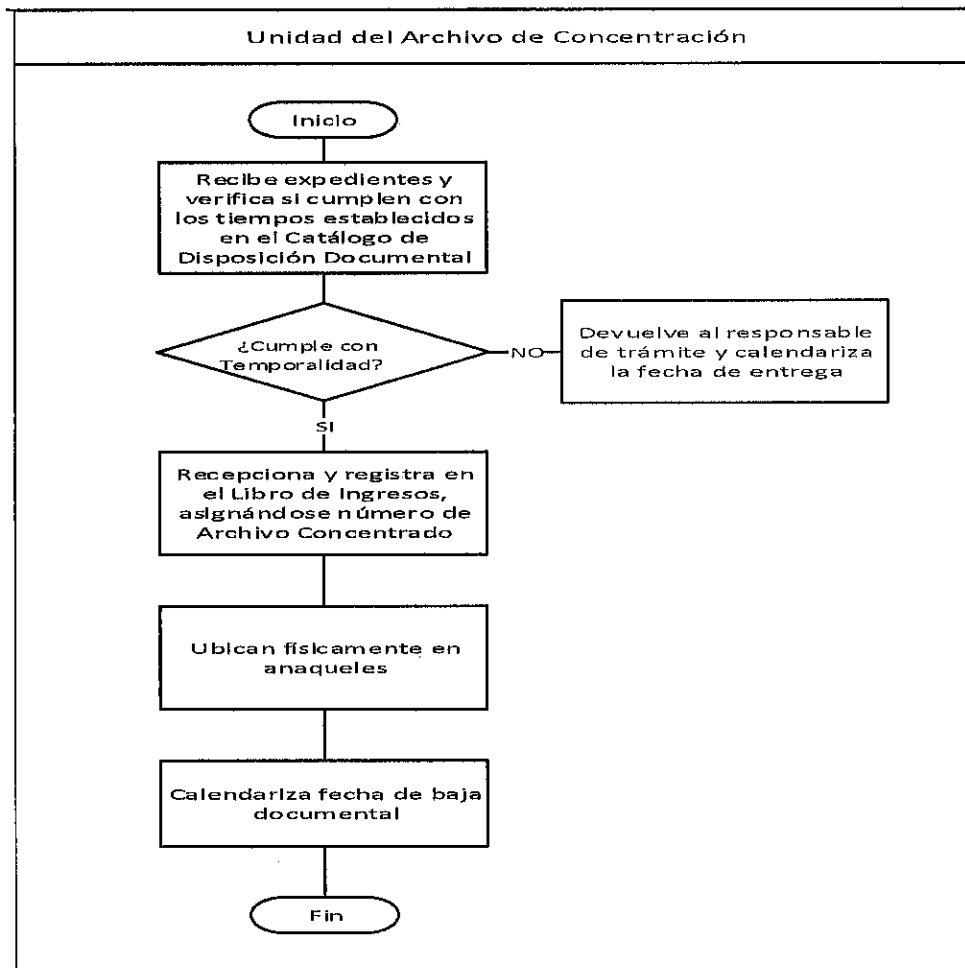 Unidad del Archivo de Concentración
Inicio
Recibe expedientes y
verifica si cumplen con
los tiempos establecidos
en el Catálogo de
Disposición Documental
¿Cumple con
Temporalidad?
NO
Devuelve al responsable
de trámite y calendariza
la fecha de entrega
SI
Recepciona y registra en
el Libro de Ingresos,
asignándose número de
Archivo Concentrado
Ubican físicamente en
anaqueles
Calendariza fecha de baja
documental
Fin